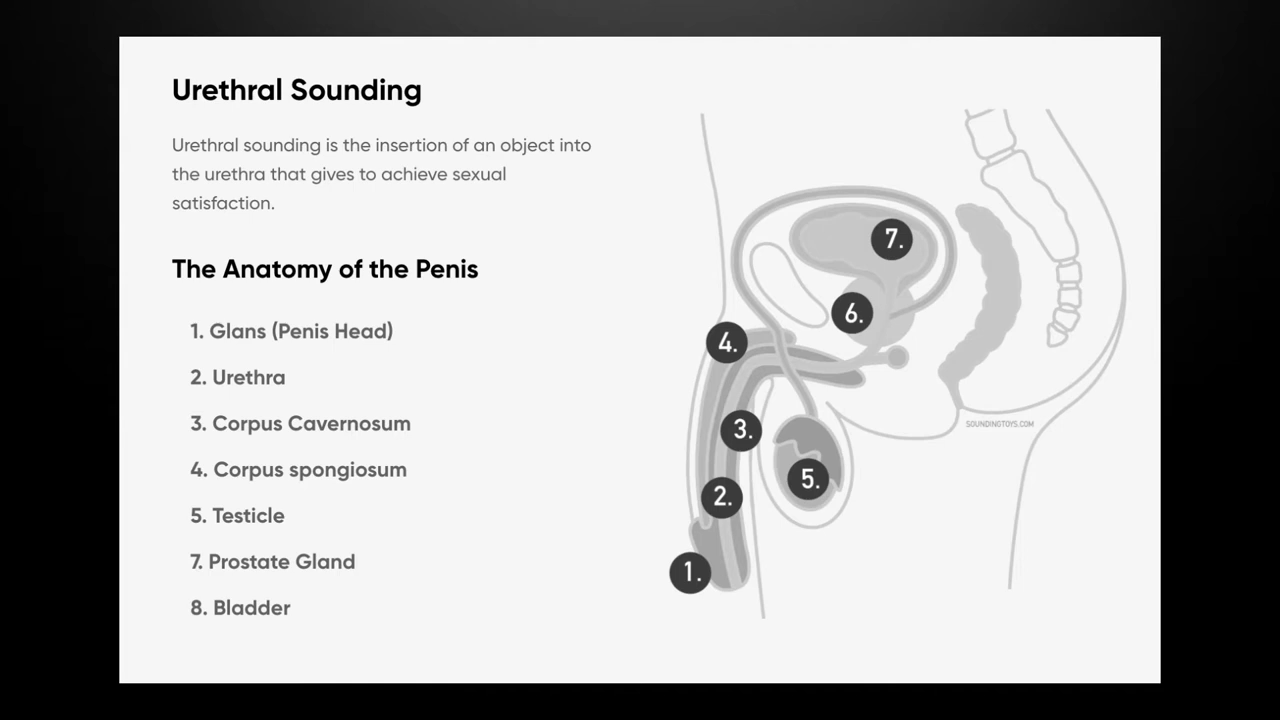 Urethral Sounding
Urethral sounding is the insertion of an object into
the urethra that gives to achieve sexual
satisfaction.
The Anatomy of the Penis
1. Glans (Penis Head)
2. Urethra
3. Corpus Cavernosum
4. Corpus spongiosum
5. Testicle
7. Prostate Gland
8. Bladder
7.
6.
4.
3.
SOUNDINGTOYS.COM
5.
2.
1.